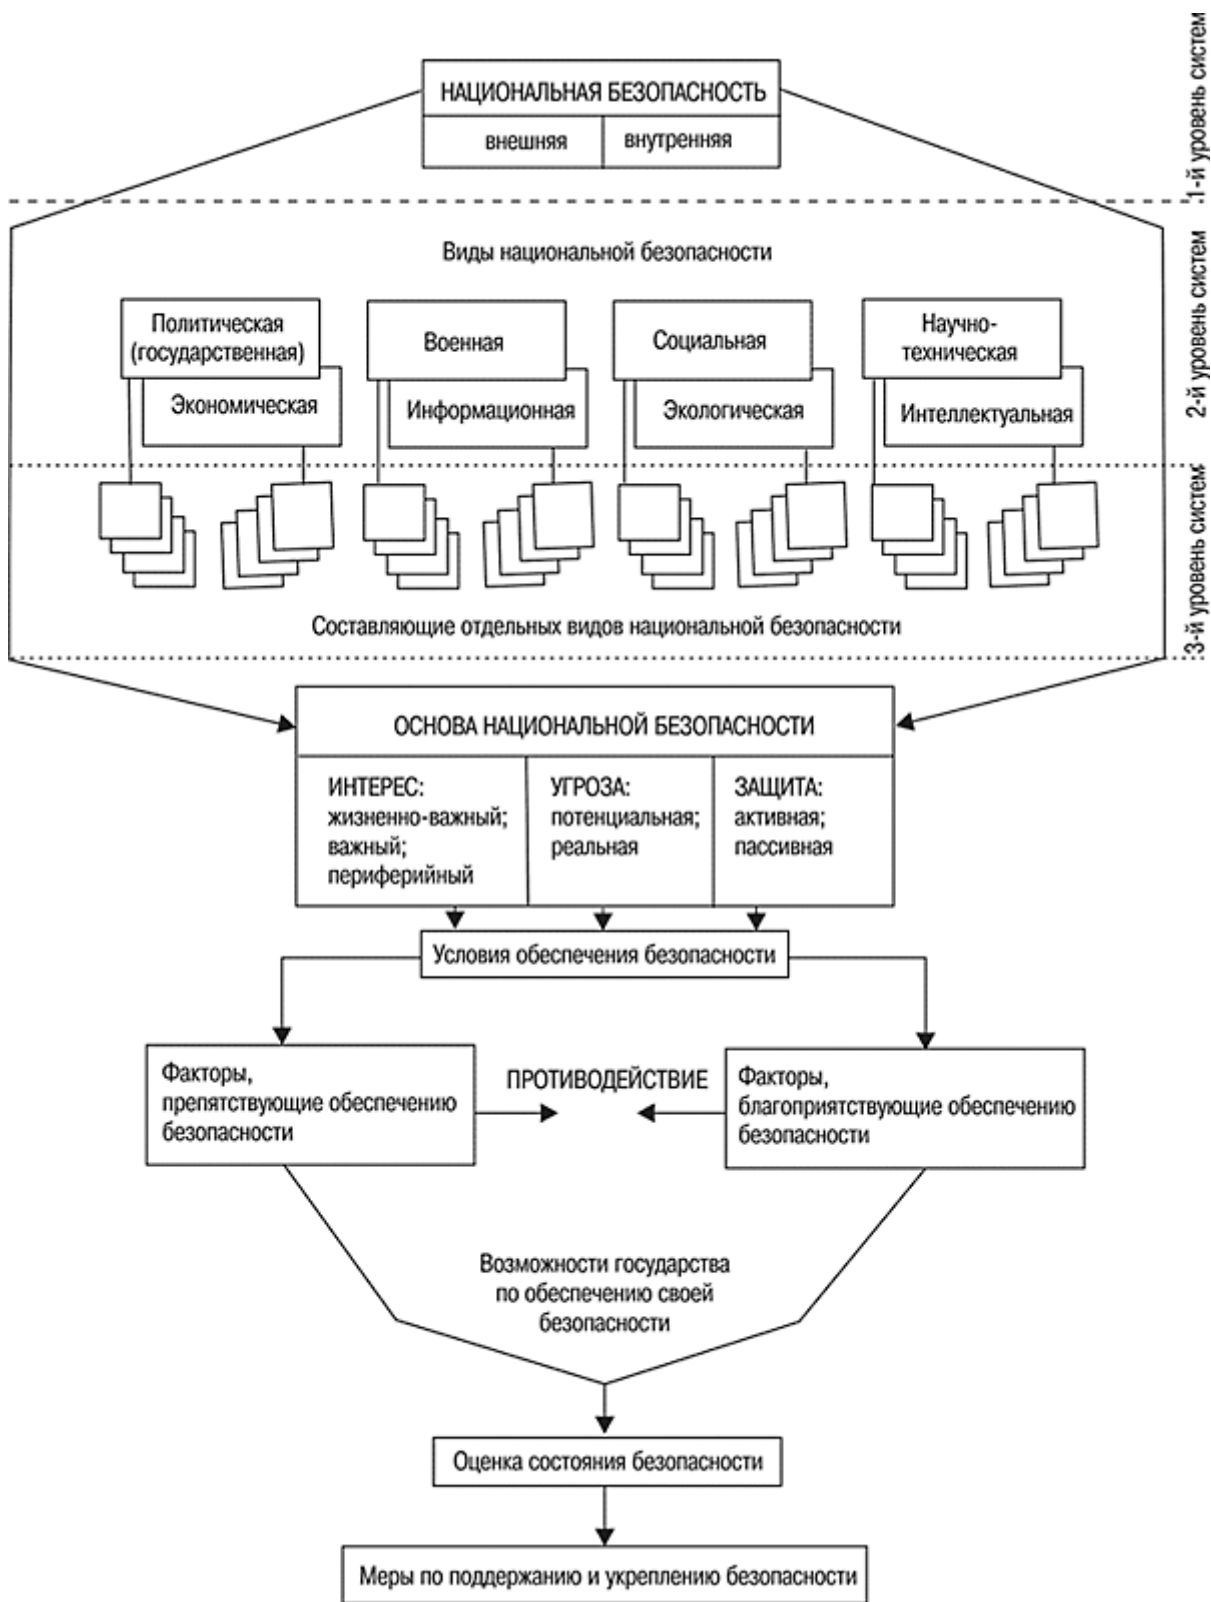 НАЦИОНАЛЬНАЯ БЕЗОПАСНОСТЬ
внешняя
внутренняя
1-й уровень систем
Виды национальной безопасности
Политическая
(государственная)
Экономическая
Военная
Информационная
Социальная
Экологическая
Научно-
техническая
Интеллектуальная
2-й уровень систем
Составляющие отдельных видов национальной безопасности
3-й уровень систем
ОСНОВА НАЦИОНАЛЬНОЙ БЕЗОПАСНОСТИ
ИНТЕРЕС:
жизненно-важный;
важный;
периферийный
УГРОЗА:
потенциальная;
реальная
ЗАЩИТА:
активная;
пассивная
Условия обеспечения безопасности
Факторы,
препятствующие обеспечению
безопасности
ПРОТИВОДЕЙСТВИЕ
Факторы,
благоприятствующие обеспечению
безопасности
Возможности государства
по обеспечению своей
безопасности
Оценка состояния безопасности
Меры по поддержанию и укреплению безопасности